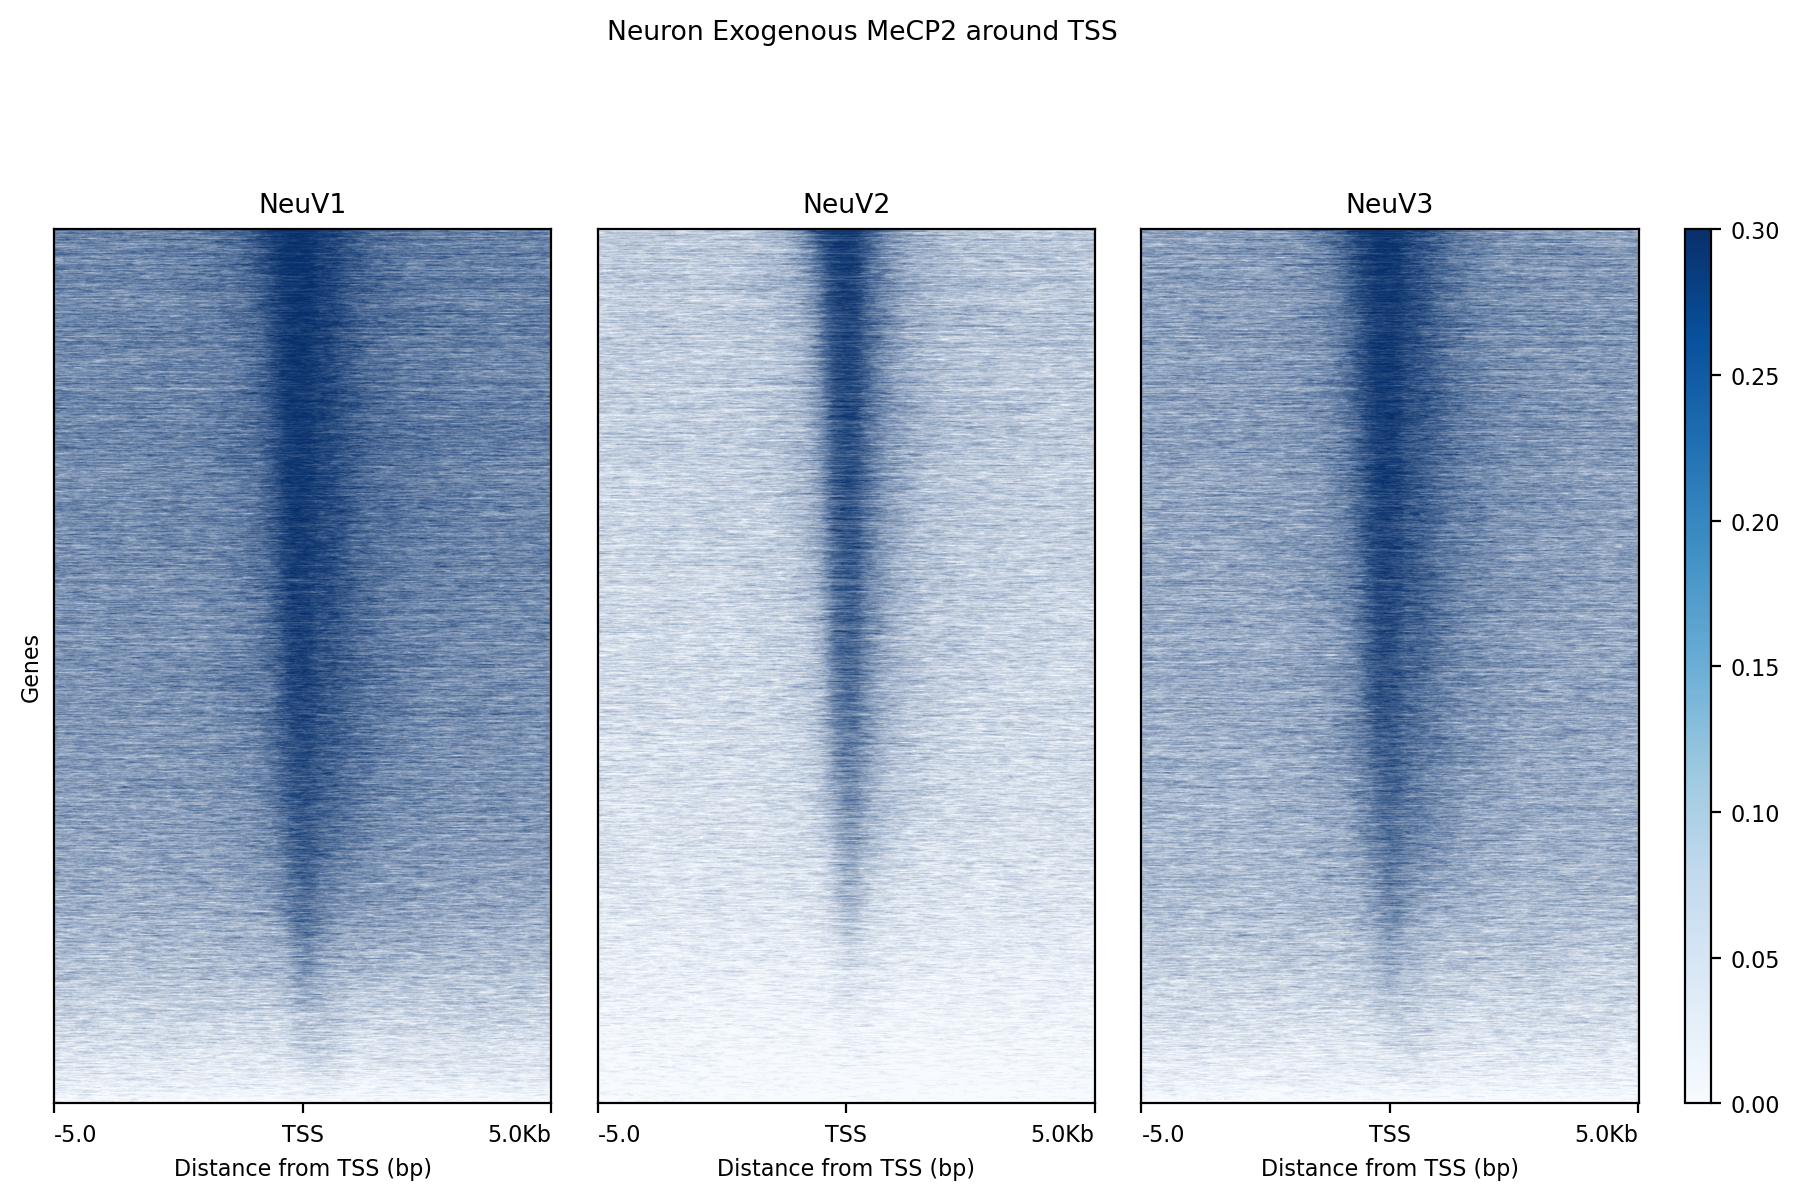 Neuron Exogenous MeCP2 around TSS
NeuV1
NeuV2
NeuV3
Genes
0.30
0.25
0.20
0.15
0.10
0.05
0.00
-5.0 TSS 5.0Kb
-5.0 TSS 5.0Kb
-5.0 TSS 5.0Kb
Distance from TSS (bp)
Distance from TSS (bp)
Distance from TSS (bp)